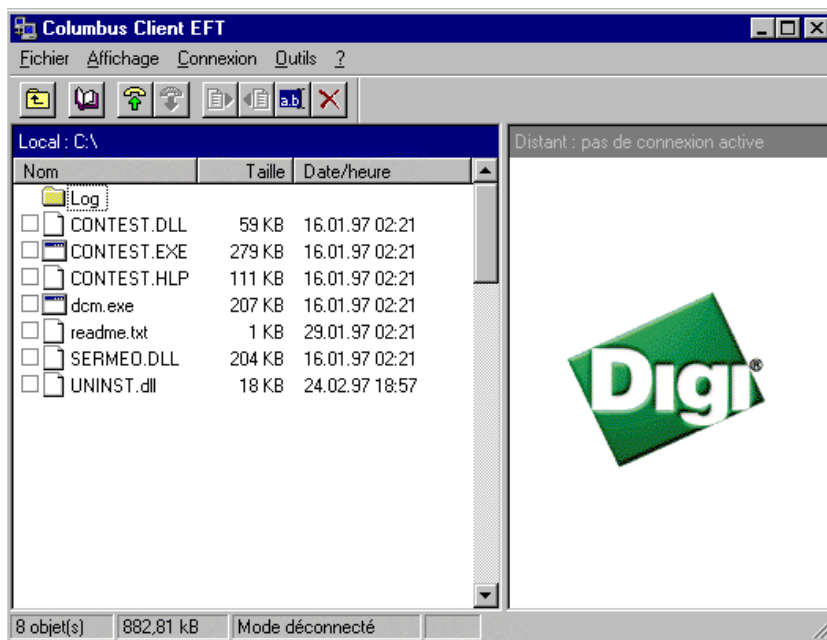 Columbus Client EFT
Fichier Affichage Connexion Outils ?
a.b
Local : C:\ Distant : pas de connexion active
Nom Taille Date/heure
Log
CONTEST.DLL 59 KB 16.01.97 02:21
CONTEST.EXE 279 KB 16.01.97 02:21
CONTEST.HLP 111 KB 16.01.97 02:21
dcm.exe 207 KB 16.01.97 02:21
readme.txt 1 KB 29.01.97 02:21
SERMEO.DLL 204 KB 16.01.97 02:21
UNINST.dll 18 KB 24.02.97 18:57
Digi®
8 objet(s) 882,81 kB Mode déconnecté